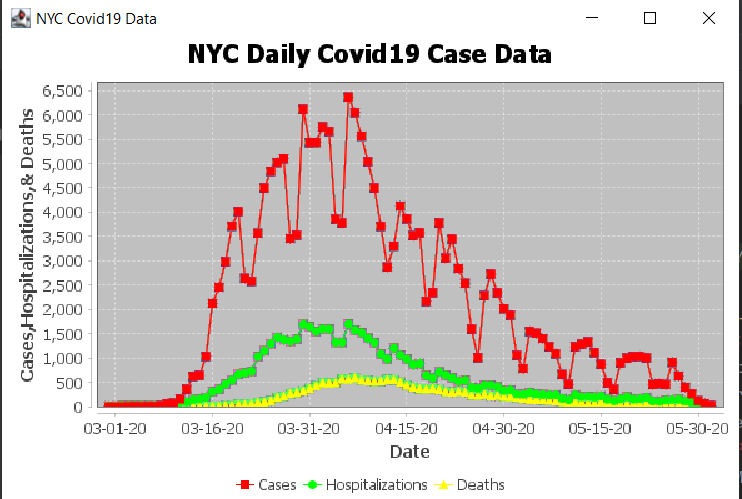 NYC Covid19 Data
NYC Daily Covid19 Case Data
Cases,Hospitalizations,& Deaths
6,500
6,000
5,500
5,000
4,500
4,000
3,500
3,000
2,500
2,000
1,500
1,000
500
0
03-01-20 03-16-20 03-31-20 04-15-20 04-30-20 05-15-20 05-30-20
Date
Cases Hospitalizations Deaths